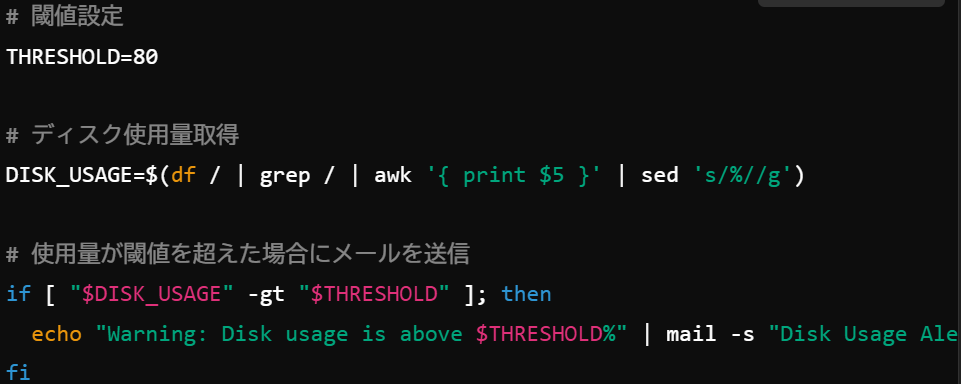 # 閾値設定
THRESHOLD=80
# ディスク使用量取得
DISK_USAGE=$(df / | grep / | awk '{ print $5 }' | sed 's/%//g')
# 使用量が閾値を超えた場合にメールを送信
if [ "$DISK_USAGE" -gt "$THRESHOLD" ]; then
  echo "Warning: Disk usage is above $THRESHOLD%" | mail -s "Disk Usage Ale
fi